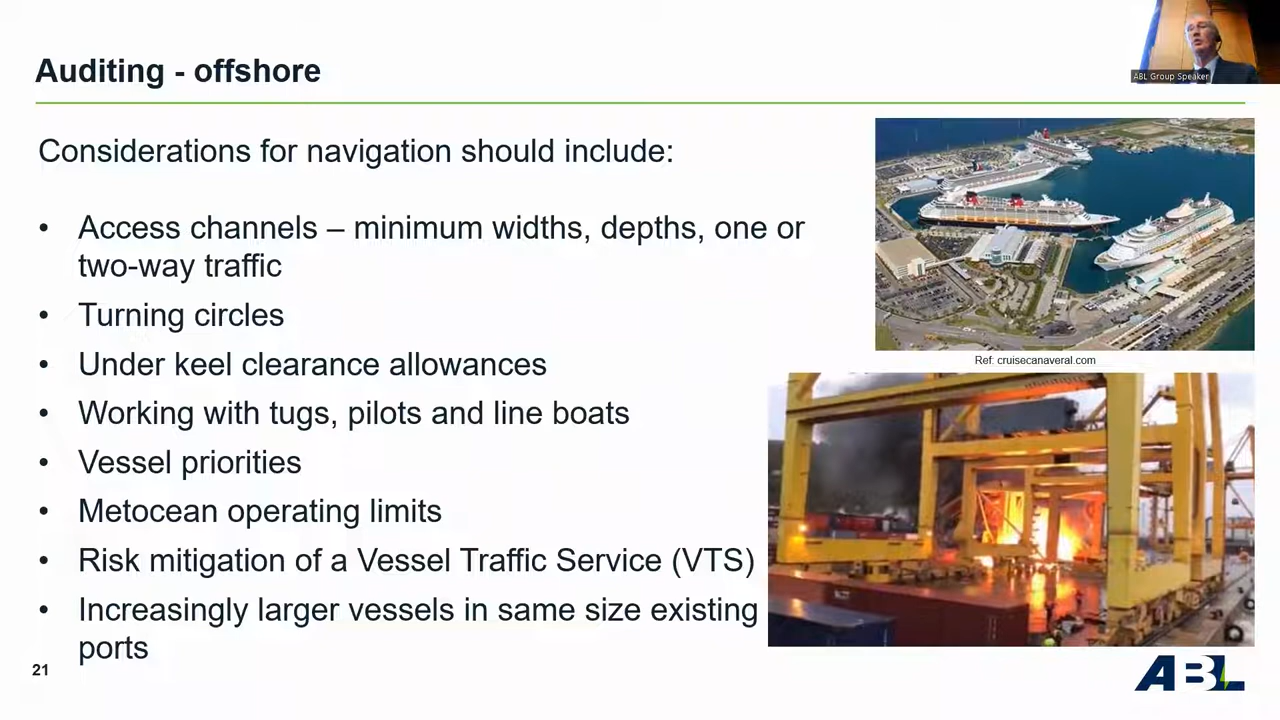 Auditing - offshore
ABL Group Speaker
Considerations for navigation should include:
• Access channels – minimum widths, depths, one or
two-way traffic
• Turning circles
• Under keel clearance allowances
• Working with tugs, pilots and line boats
• Vessel priorities
• Metocean operating limits
• Risk mitigation of a Vessel Traffic Service (VTS)
• Increasingly larger vessels in same size existing
ports
Ref: cruisecanaveral.com
21
ABL